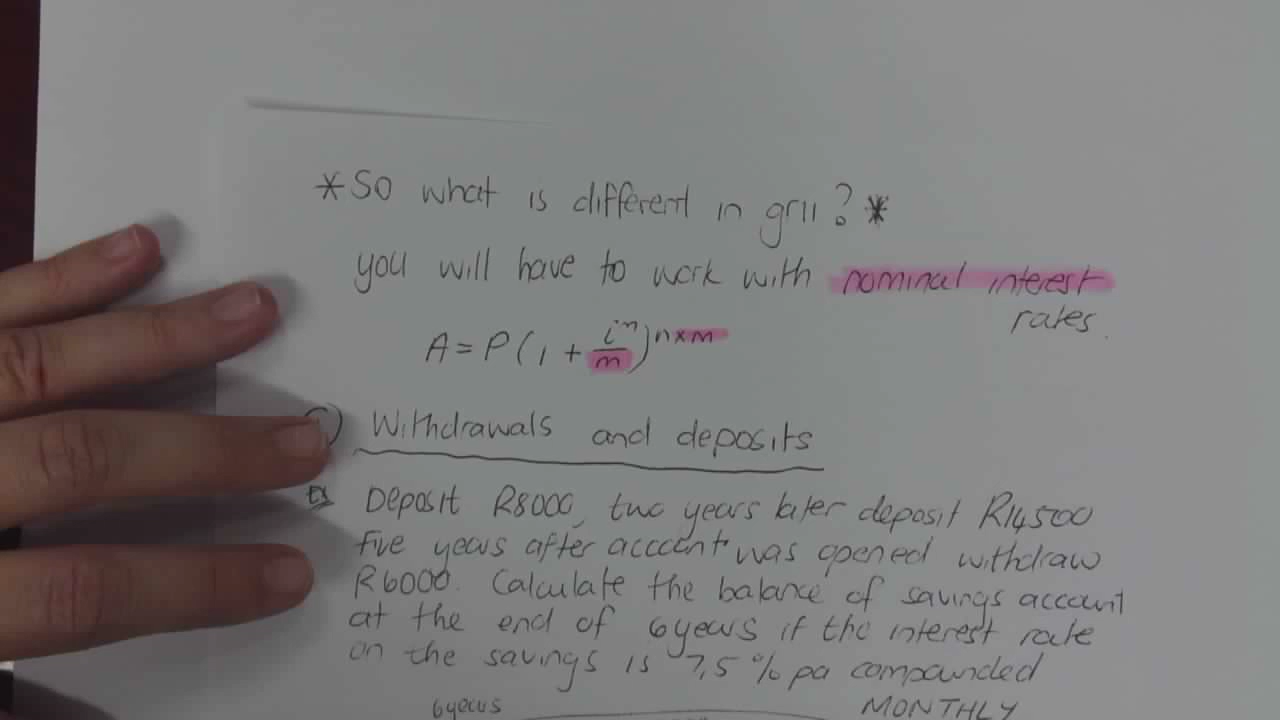 *So what is different in gr11?*
you will have to work with nominal interest
rates.
A = P(1 + i^m/m)^n×m
Withdrawals and deposits
Deposit R8000, two years later deposit R14500
Five years after account was opened withdraw
R6000. Calculate the balance of savings account
at the end of 6 years if the interest rate
on the savings is 7,5 % pa compounded
6 years MONTHLY